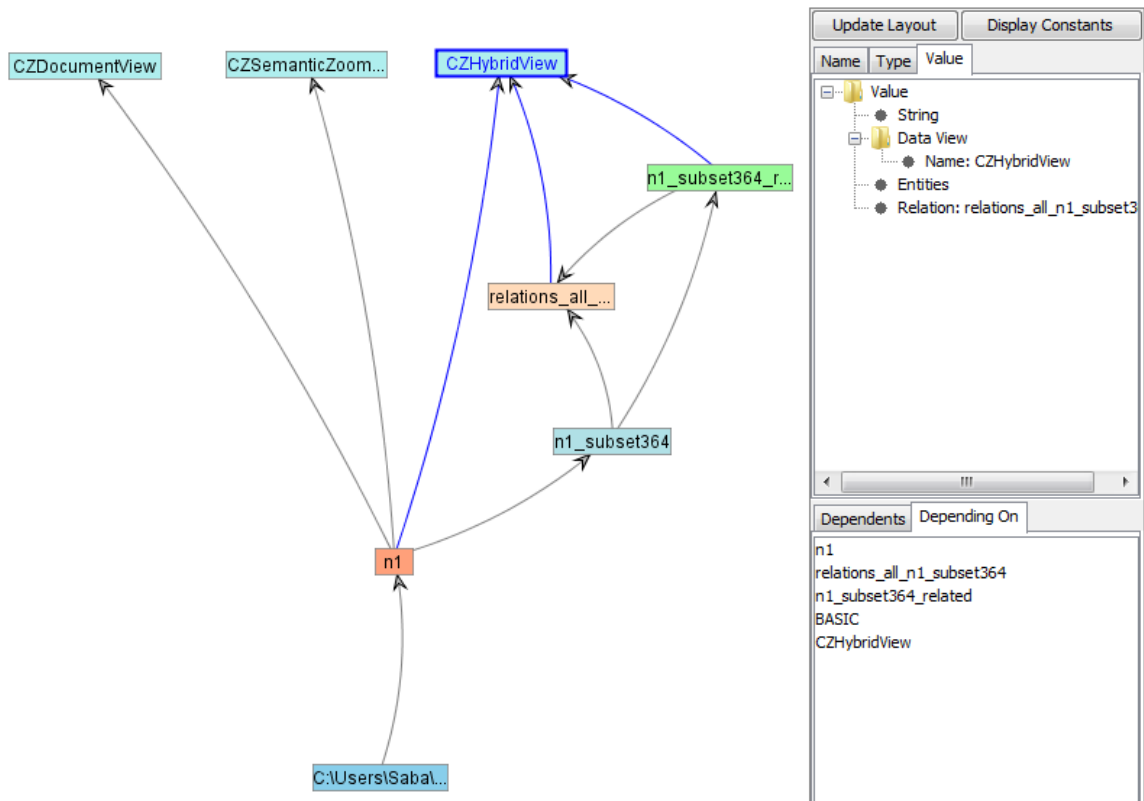 CZDocumentView
CZSemanticZoom...
CZHybridView
n1_subset364_r...
relations_all_...
n1_subset364
n1
C:\Users\Saba\...
Update Layout
Display Constants
Name
Type
Value
Value
String
Data View
Name: CZHybridView
Entities
Relation: relations_all_n1_subset3
Dependents
Depending On
n1
relations_all_n1_subset364
n1_subset364_related
BASIC
CZHybridView